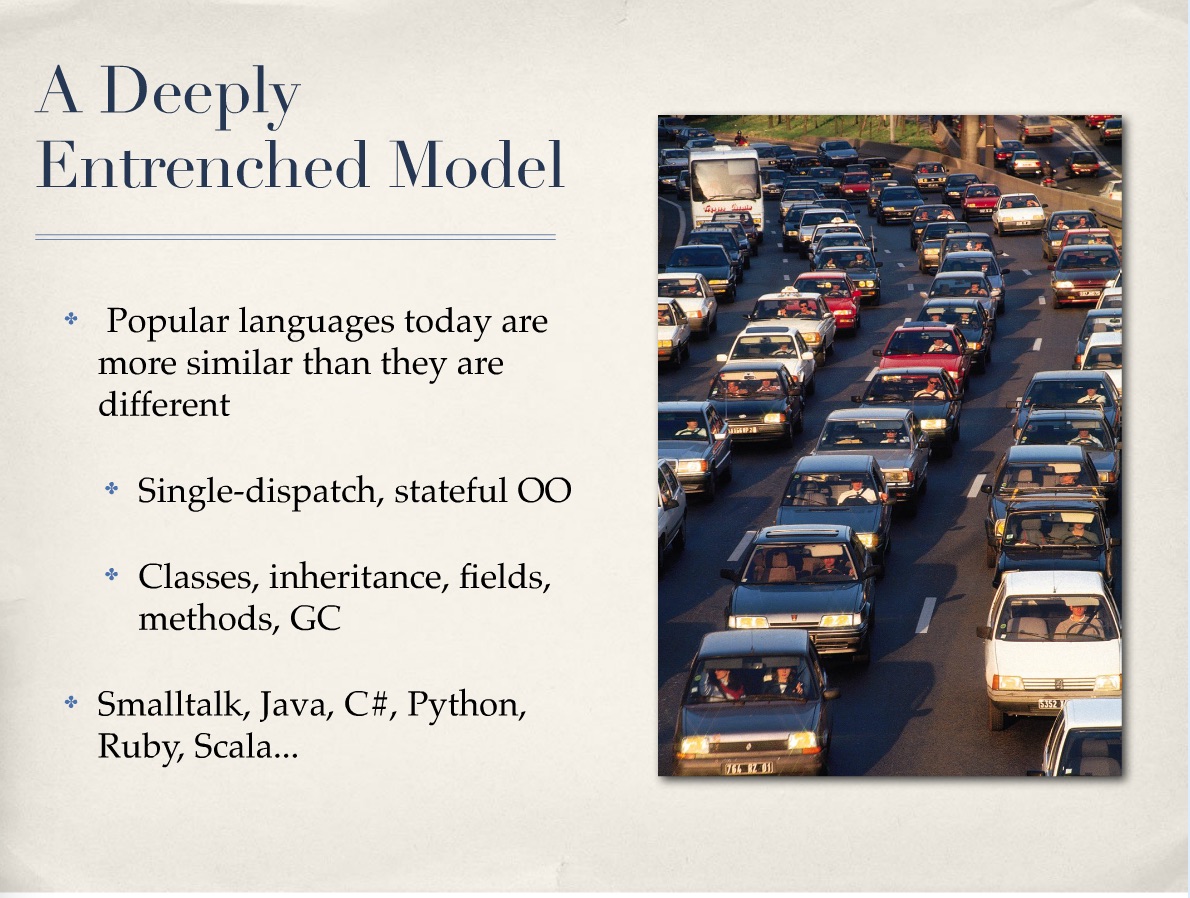 A Deeply
Entrenched Model
Popular languages today are
more similar than they are
different
Single-dispatch, stateful OO
Classes, inheritance, fields,
methods, GC
Smalltalk, Java, C#, Python,
Ruby, Scala...